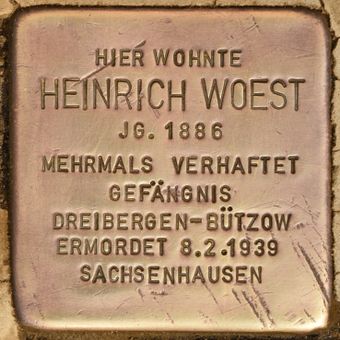 HIER WOHNTE
HEINRICH WOEST
JG. 1886
MEHRMALS VERHAFTET
GEFÄNGNIS
DREIBERGEN-BÜTZOW
ERMORDET 8.2.1939
SACHSENHAUSEN